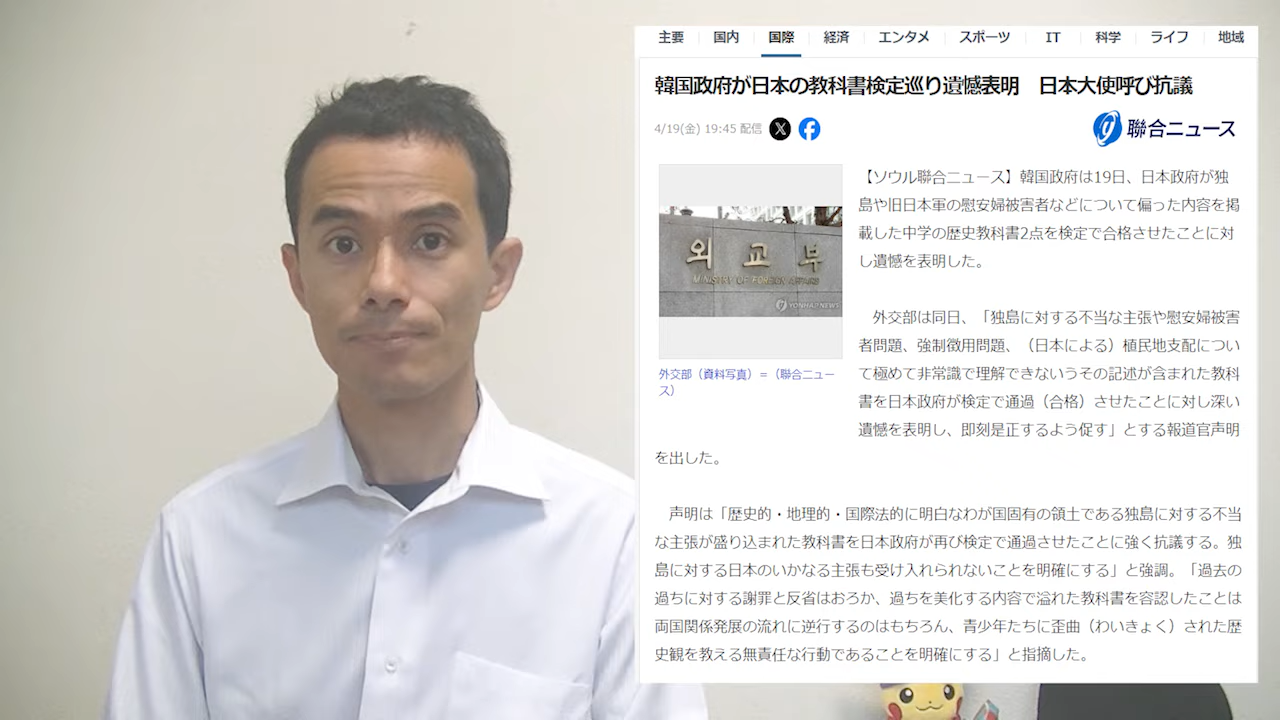 主要 国内 国際 経済 エンタメ スポーツ IT 科学 ライフ 地域
韓国政府が日本の教科書検定巡り遺憾表明　日本大使呼び抗議
4/19(金) 19:45 配信
聯合ニュース
【ソウル聯合ニュース】韓国政府は19日、日本政府が独
島や旧日本軍の慰安婦被害者などについて偏った内容を掲
載した中学の歴史教科書2点を検定で合格させたことに対
し遺憾を表明した。
외교부
MINISTRY OF FOREIGN AFFAIRS
YONHAP NEWS
外交部（資料写真）＝（聯合ニュー
ス）
外交部は同日、「独島に対する不当な主張や慰安婦被害
者問題、強制徴用問題、（日本による）植民地支配につい
て極めて非常識で理解できないうその記述が含まれた教科
書を日本政府が検定で通過（合格）させたことに対し深い
遺憾を表明し、即刻是正するよう促す」とする報道官声明
を出した。
声明は「歴史的・地理的・国際法的に明白なわが国固有の領土である独島に対する不当
な主張が盛り込まれた教科書を日本政府が再び検定で通過させたことに強く抗議する。独
島に対する日本のいかなる主張も受け入れられないことを明確にする」と強調。「過去の
過ちに対する謝罪と反省はおろか、過ちを美化する内容で溢れた教科書を容認したことは
両国関係発展の流れに逆行するのはもちろん、青少年たちに歪曲（わいきょく）された歴
史観を教える無責任な行動であることを明確にする」と指摘した。